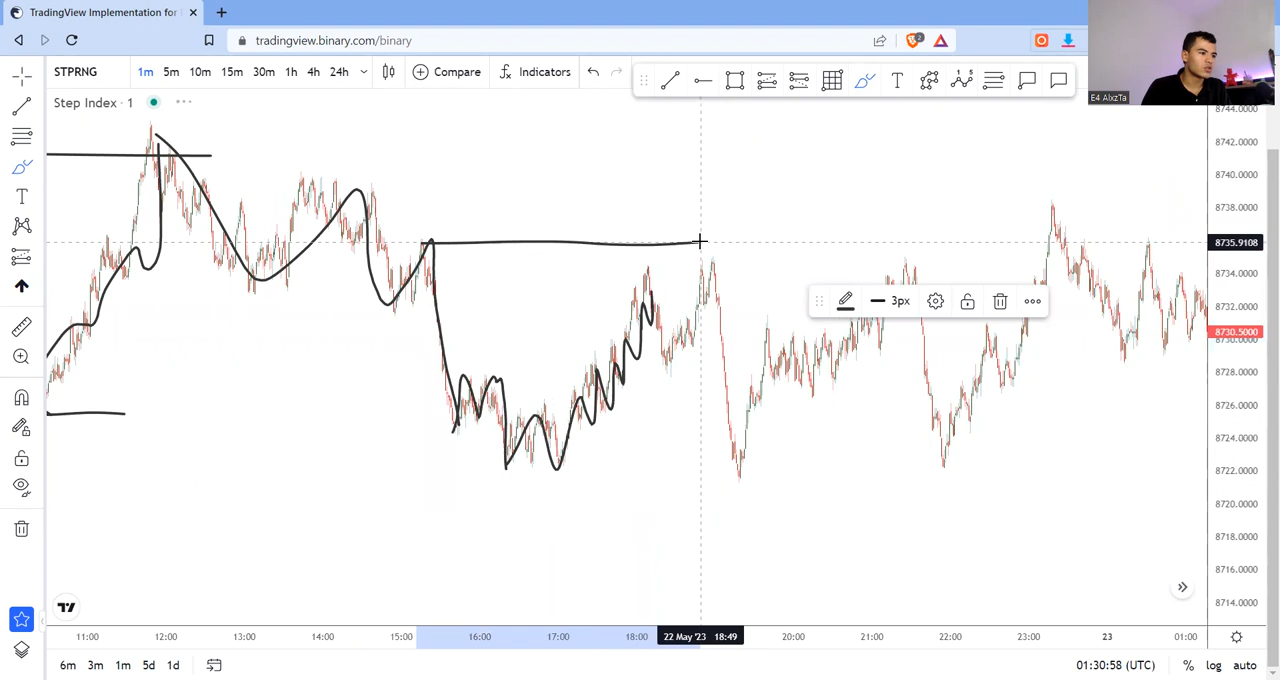 TradingView Implementation for
tradingview.binary.com/binary
2
STPRNG
1m 5m 10m 15m 30m 1h 4h 24h
Compare
Indicators
Step Index · 1
E4 AlxzTa
8744.0000
8742.0000
8740.0000
8738.0000
8735.9108
8734.0000
8732.0000
8730.5000
8730.0000
8728.0000
8726.0000
8724.0000
8722.0000
8720.0000
8718.0000
8716.0000
8714.0000
3px
11:00 12:00 13:00 14:00 15:00 16:00 17:00 18:00 22 May '23 18:49 20:00 21:00 22:00 23:00 23 01:00
6m 3m 1m 5d 1d
01:30:58 (UTC) % log auto